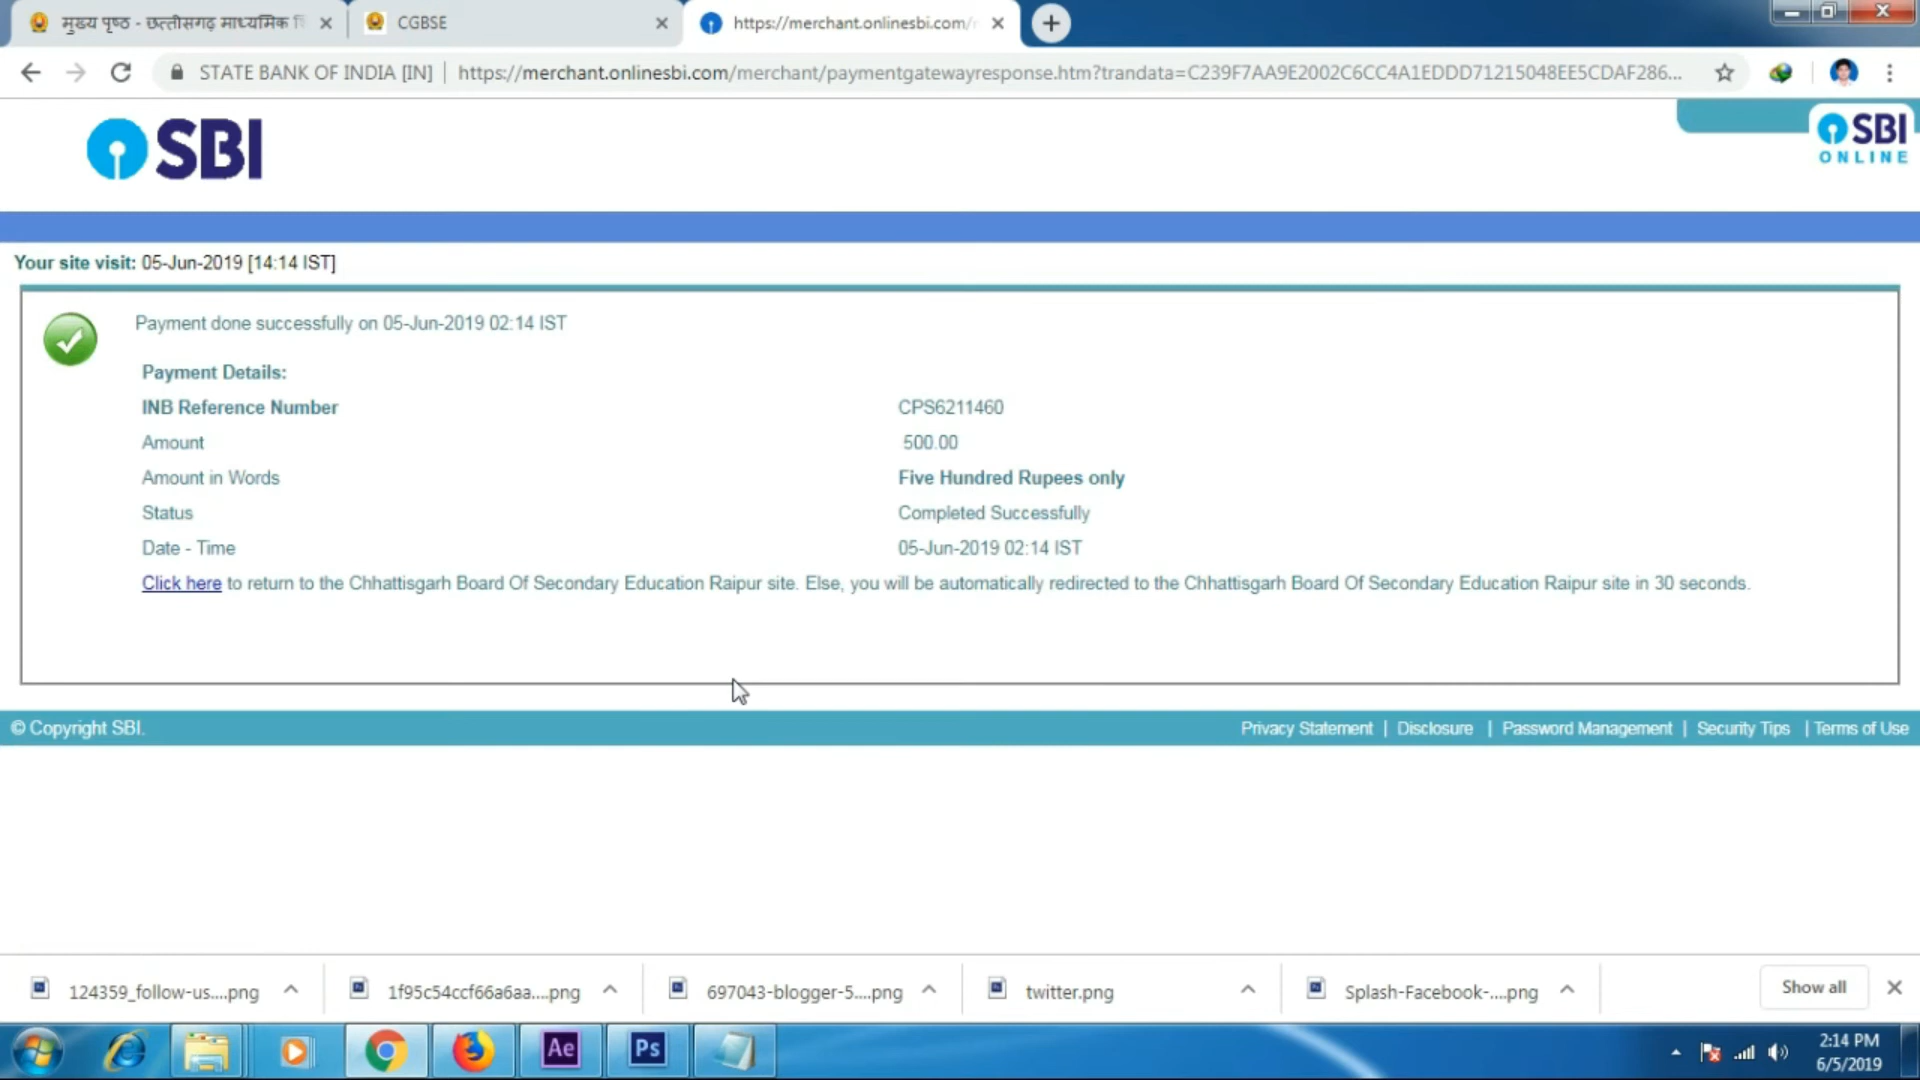 मुख्य पृष्ठ - छत्तीसगढ़ माध्यमिक
CGBSE
https://merchant.onlinesbi.com/
STATE BANK OF INDIA [IN]
https://merchant.onlinesbi.com/merchant/paymentgatewayresponse.htm?trandata=C239F7AA9E2002C6CC4A1EDDD71215048EE5CDAF286...
SBI
SBI
ONLINE
Your site visit: 05-Jun-2019 [14:14 IST]
Payment done successfully on 05-Jun-2019 02:14 IST
Payment Details:
INB Reference Number CPS6211460
Amount 500.00
Amount in Words Five Hundred Rupees only
Status Completed Successfully
Date - Time 05-Jun-2019 02:14 IST
Click here to return to the Chhattisgarh Board Of Secondary Education Raipur site. Else, you will be automatically redirected to the Chhattisgarh Board Of Secondary Education Raipur site in 30 seconds.
© Copyright SBI. Privacy Statement | Disclosure | Password Management | Security Tips | Terms of Use
124359_follow-us....png 1f95c54ccf66a6aa....png 697043-blogger-5....png twitter.png Splash-Facebook-....png Show all
Ae Ps
2:14 PM
6/5/2019